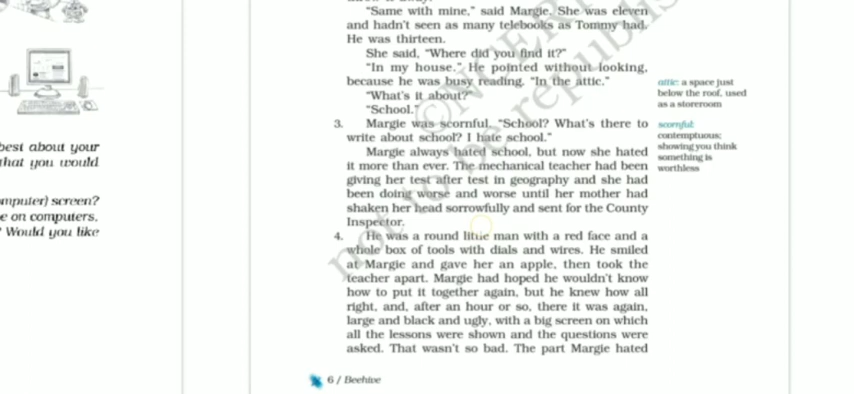 best about your
that you would
mputer) screen?
e on computers.
Would you like
"Same with mine," said Margie. She was eleven
and hadn't seen as many telebooks as Tommy had.
He was thirteen.
She said, "Where did you find it?"
"In my house." He pointed without looking,
because he was busy reading. "In the attic."
"What's it about?"
"School."
3. Margie was scornful. "School? What's there to
write about school? I hate school."
Margie always hated school, but now she hated
it more than ever. The mechanical teacher had been
giving her test after test in geography and she had
been doing worse and worse until her mother had
shaken her head sorrowfully and sent for the County
Inspector.
4. He was a round little man with a red face and a
whole box of tools with dials and wires. He smiled
at Margie and gave her an apple, then took the
teacher apart. Margie had hoped he wouldn't know
how to put it together again, but he knew how all
right, and, after an hour or so, there it was again,
large and black and ugly, with a big screen on which
all the lessons were shown and the questions were
asked. That wasn't so bad. The part Margie hated
attic: a space just
below the roof, used
as a storeroom
scornful:
contemptuous;
showing you think
something is
worthless
6 / Beehive
©NCERT
not to be republis